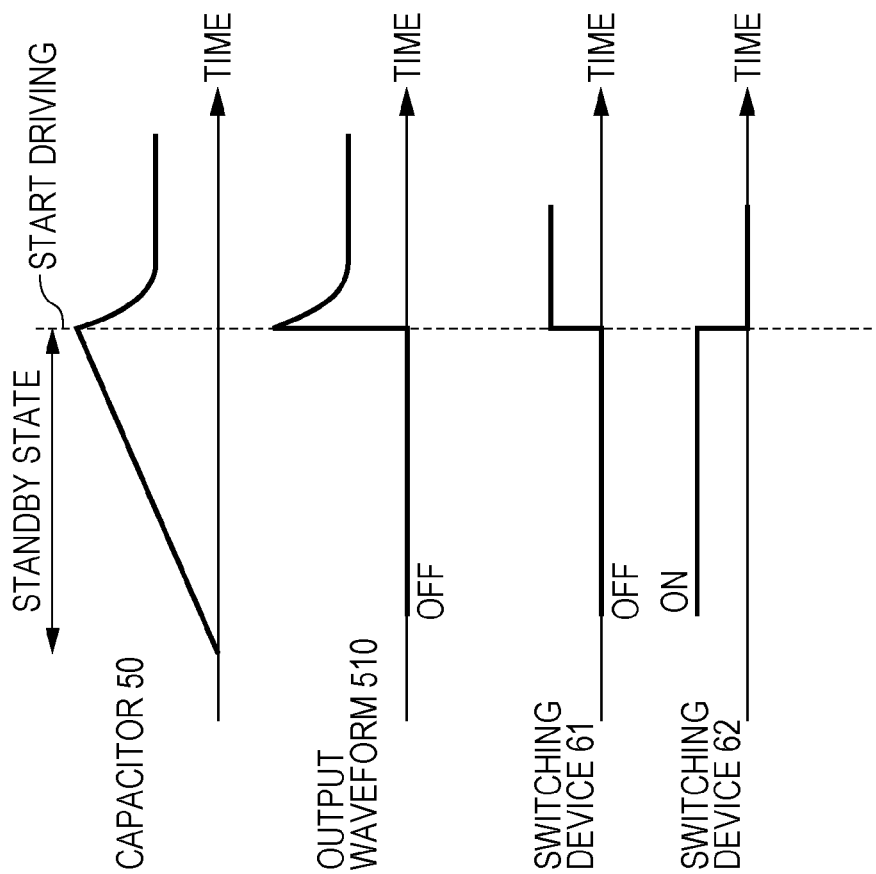 STANDBY STATE
START DRIVING
CAPACITOR 50
TIME
OUTPUT
WAVEFORM 510
OFF
TIME
SWITCHING
DEVICE 61
OFF
TIME
SWITCHING
DEVICE 62
ON
TIME